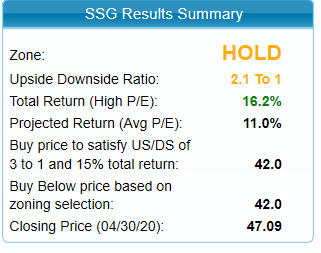 SSG Results Summary
Zone: HOLD
Upside Downside Ratio: 2.1 To 1
Total Return (High P/E): 16.2%
Projected Return (Avg P/E): 11.0%
Buy price to satisfy US/DS of
3 to 1 and 15% total return: 42.0
Buy Below price based on
zoning selection: 42.0
Closing Price (04/30/20): 47.09